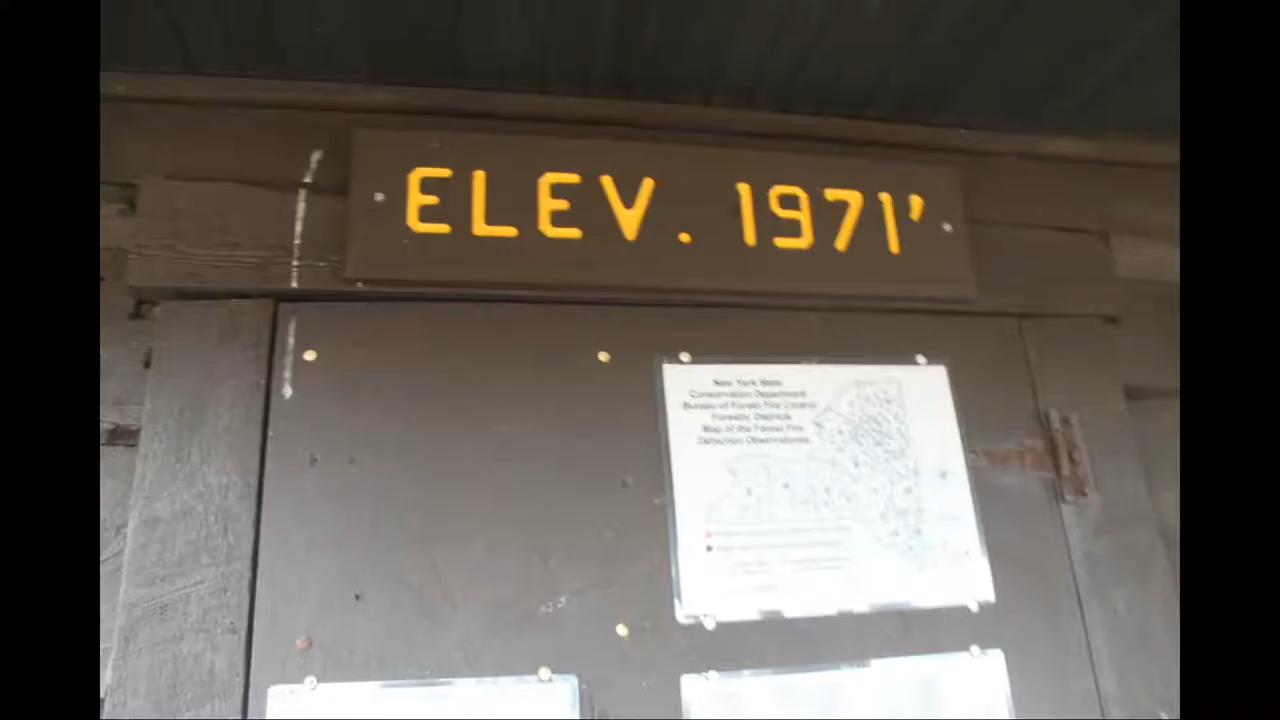 ELEV. 1971'
New York State
Conservation Department
Bureau of Forest Fire Control
Forestry Districts
Map of the Forest Fire
Detection Observatories